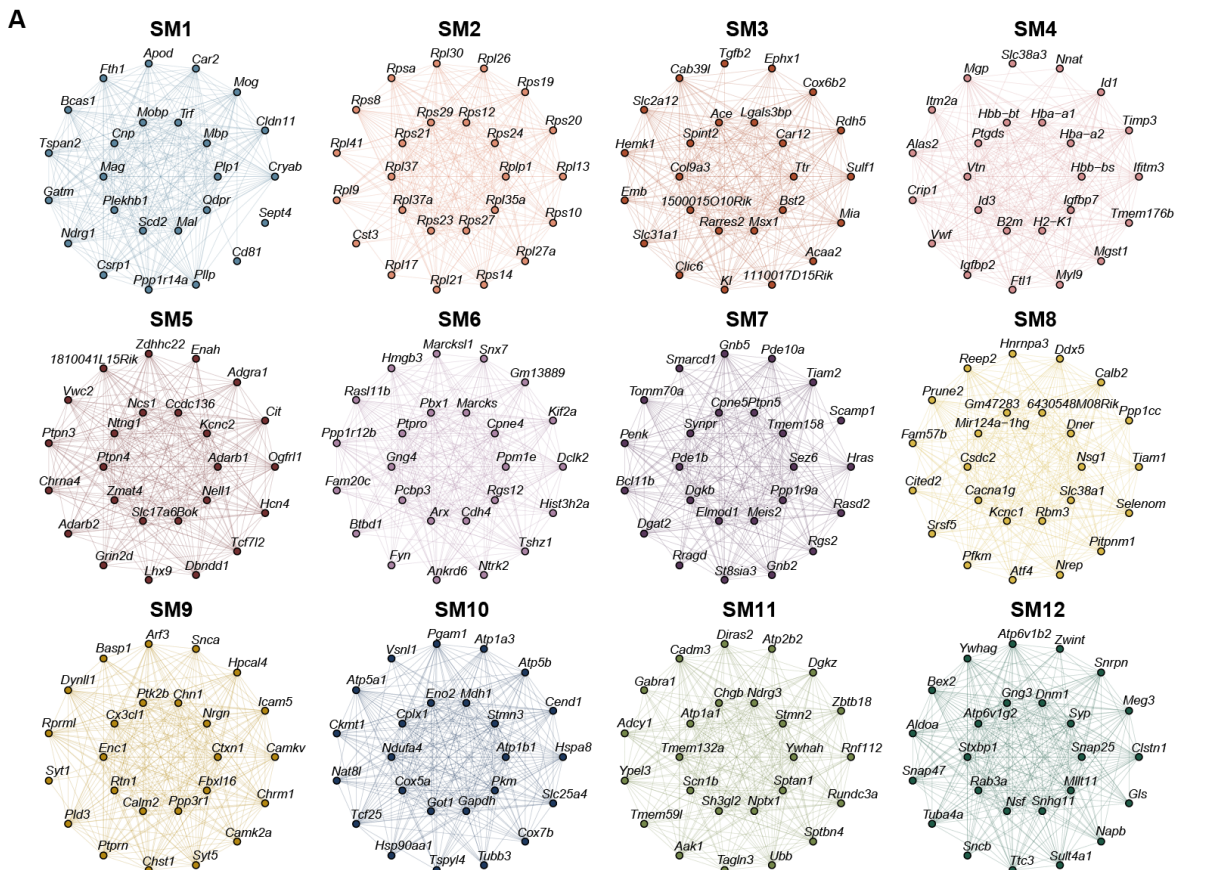 A
SM1 SM2 SM3 SM4
Apod
Car2
Fth1
Mog
Bcas1
Mobp
Trf
Cldn11
Cnp
Mbp
Tspan2
Mag
Plp1
Cryab
Gatm
Plekhb1
Qdpr
Sept4
Scd2
Mal
Ndrg1
Cd81
Csrp1
Ppp1r14a
Pllp
Rpl30
Rpl26
Rpsa
Rps19
Rps8
Rps29
Rps12
Rps20
Rps21
Rps24
Rpl41
Rpl37
Rplp1
Rpl13
Rpl9
Rpl37a
Rpl35a
Rps10
Rps23
Rps27
Cst3
Rpl27a
Rpl17
Rpl21
Rps14
Tgfb2
Ephx1
Cab39l
Cox6b2
Slc2a12
Ace
Lgals3bp
Rdh5
Spint2
Car12
Hemk1
Col9a3
Ttr
Sulf1
Emb
1500015O10Rik
Bst2
Mia
Rarres2
Msx1
Slc31a1
Acaa2
Clic6
Kl
1110017D15Rik
Slc38a3
Nnat
Mgp
Id1
Itm2a
Hbb−bt
Hba−a1
Timp3
Ptgds
Hba−a2
Alas2
Vtn
Hbb−bs
Ifitm3
Crip1
Id3
Igfbp7
Tmem176b
B2m
H2−K1
Vwf
Mgst1
Igfbp2
Ftl1
Myl9
SM5 SM6 SM7 SM8
Zdhhc22
Enah
1810041L15Rik
Adgra1
Vwc2
Ncs1
Ccdc136
Cit
Ntng1
Kcnc2
Ptpn3
Ptpn4
Adarb1
Ogfrl1
Chrna4
Zmat4
Nell1
Hcn4
Slc17a6
Bok
Adarb2
Tcf7l2
Grin2d
Lhx9
Dbndd1
Marcksl1
Snx7
Hmgb3
Gm13889
Rasl11b
Pbx1
Marcks
Kif2a
Ptpro
Cpne4
Ppp1r12b
Gng4
Ppm1e
Dclk2
Fam20c
Pcbp3
Rgs12
Hist3h2a
Arx
Cdh4
Btbd1
Tshz1
Fyn
Ankrd6
Ntrk2
Gnb5
Pde10a
Smarcd1
Tiam2
Tomm70a
Cpne5
Ptpn5
Scamp1
Synpr
Tmem158
Penk
Pde1b
Sez6
Hras
Bcl11b
Dgkb
Ppp1r9a
Rasd2
Elmod1
Meis2
Dgat2
Rgs2
Rragd
St8sia3
Gnb2
Hnrnpa3
Ddx5
Reep2
Calb2
Prune2
Gm47283
6430548M08Rik
Ppp1cc
Mir124a−1hg
Dner
Fam57b
Csdc2
Nsg1
Tiam1
Cited2
Cacna1g
Slc38a1
Selenom
Kcnc1
Rbm3
Srsf5
Pitpnm1
Pfkm
Atf4
Nrep
SM9 SM10 SM11 SM12
Arf3
Snca
Basp1
Hpcal4
Dynll1
Ptk2b
Chn1
Icam5
Cx3cl1
Nrgn
Rprml
Enc1
Ctxn1
Camkv
Syt1
Rtn1
Fbxl16
Chrm1
Calm2
Ppp3r1
Pld3
Camk2a
Ptprn
Chst1
Syt5
Pgam1
Atp1a3
Vsnl1
Atp5b
Atp5a1
Eno2
Mdh1
Cend1
Cplx1
Stmn3
Ckmt1
Ndufa4
Atp1b1
Hspa8
Nat8l
Cox5a
Pkm
Slc25a4
Got1
Gapdh
Tcf25
Cox7b
Hsp90aa1
Tspyl4
Tubb3
Diras2
Atp2b2
Cadm3
Dgkz
Gabra1
Chgb
Ndrg3
Zbtb18
Atp1a1
Stmn2
Adcy1
Tmem132a
Ywhah
Rnf112
Ypel3
Scn1b
Sptan1
Rundc3a
Sh3gl2
Nptx1
Tmem59l
Sptbn4
Aak1
Tagln3
Ubb
Atp6v1b2
Zwint
Ywhag
Snrpn
Bex2
Gng3
Dnm1
Meg3
Atp6v1g2
Syp
Aldoa
Stxbp1
Snap25
Clstn1
Snap47
Rab3a
Mllt11
Gls
Nsf
Snhg11
Tuba4a
Napb
Sncb
Ttc3
Sult4a1